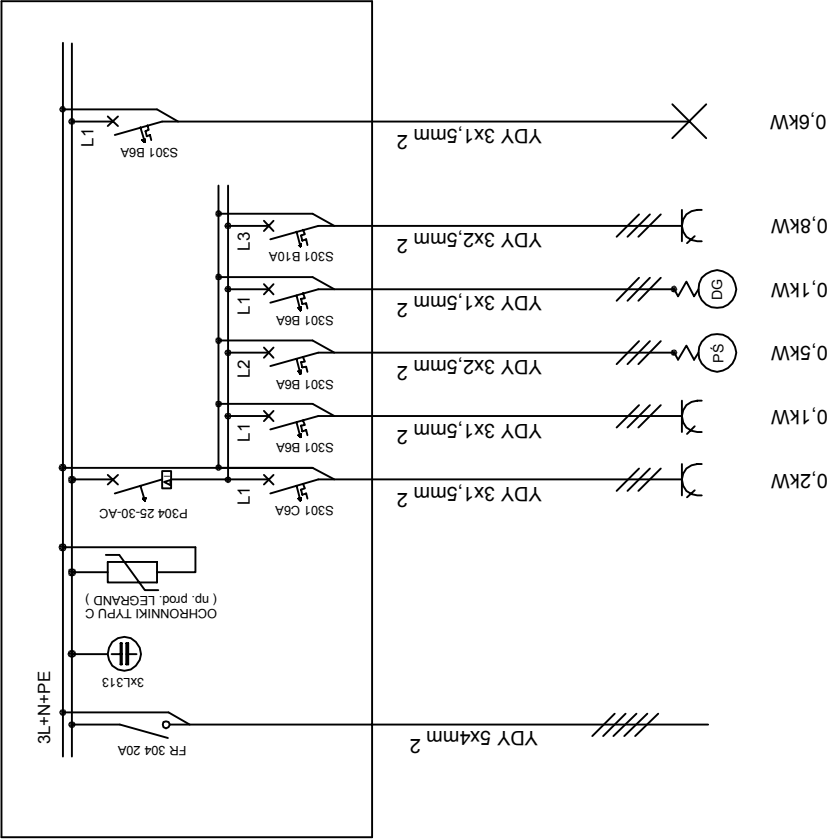 L1
S301 B6A
YDY 3x1,5mm 2
0,6kW
L3
S301 B10A
YDY 3x2,5mm 2
0,8kW
L1
S301 B6A
YDY 3x1,5mm 2
DG
0,1kW
L2
S301 B6A
YDY 3x2,5mm 2
PŚ
0,5kW
L1
S301 B6A
YDY 3x1,5mm 2
0,1kW
P304 25-30-AC
L1
S301 C6A
YDY 3x1,5mm 2
0,2kW
OCHRONNIKI TYPU C
( np. prod. LEGRAND )
3xL313
3L+N+PE
FR 304 20A
YDY 5x4mm 2